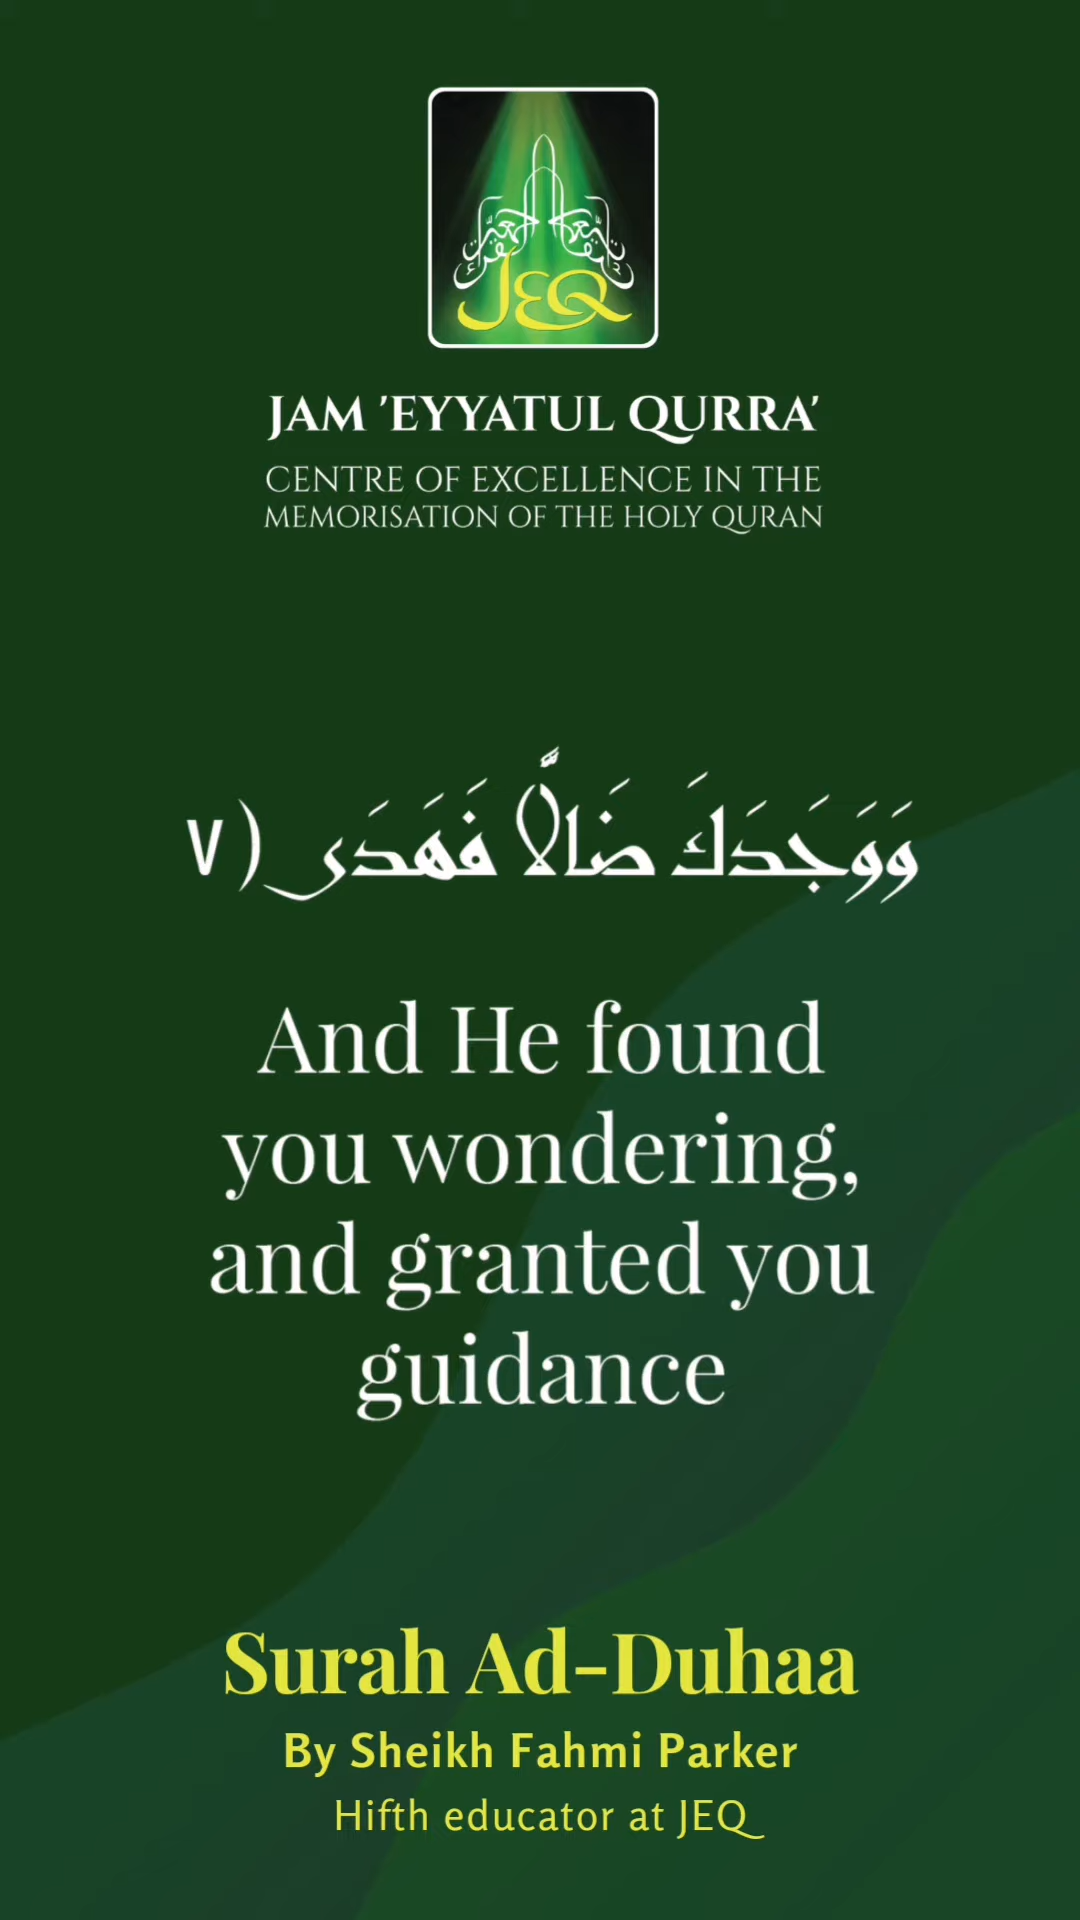 JEQ
JAM 'EYYATUL QURRA'
CENTRE OF EXCELLENCE IN THE
MEMORISATION OF THE HOLY QURAN
وَوَجَدَكَ ضَالًّا فَهَدَى (٧
And He found
you wondering,
and granted you
guidance
Surah Ad-Duhaa
By Sheikh Fahmi Parker
Hifth educator at JEQ